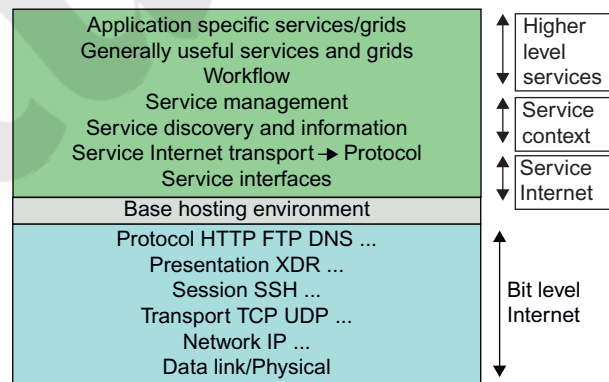 Application specific services/grids
Generally useful services and grids
Workflow
Service management
Service discovery and information
Service Internet transport → Protocol
Service interfaces
Base hosting environment
Protocol HTTP FTP DNS ...
Presentation XDR ...
Session SSH ...
Transport TCP UDP ...
Network IP ...
Data link/Physical
Higher
level
services
Service
context
Service
Internet
Bit level
Internet